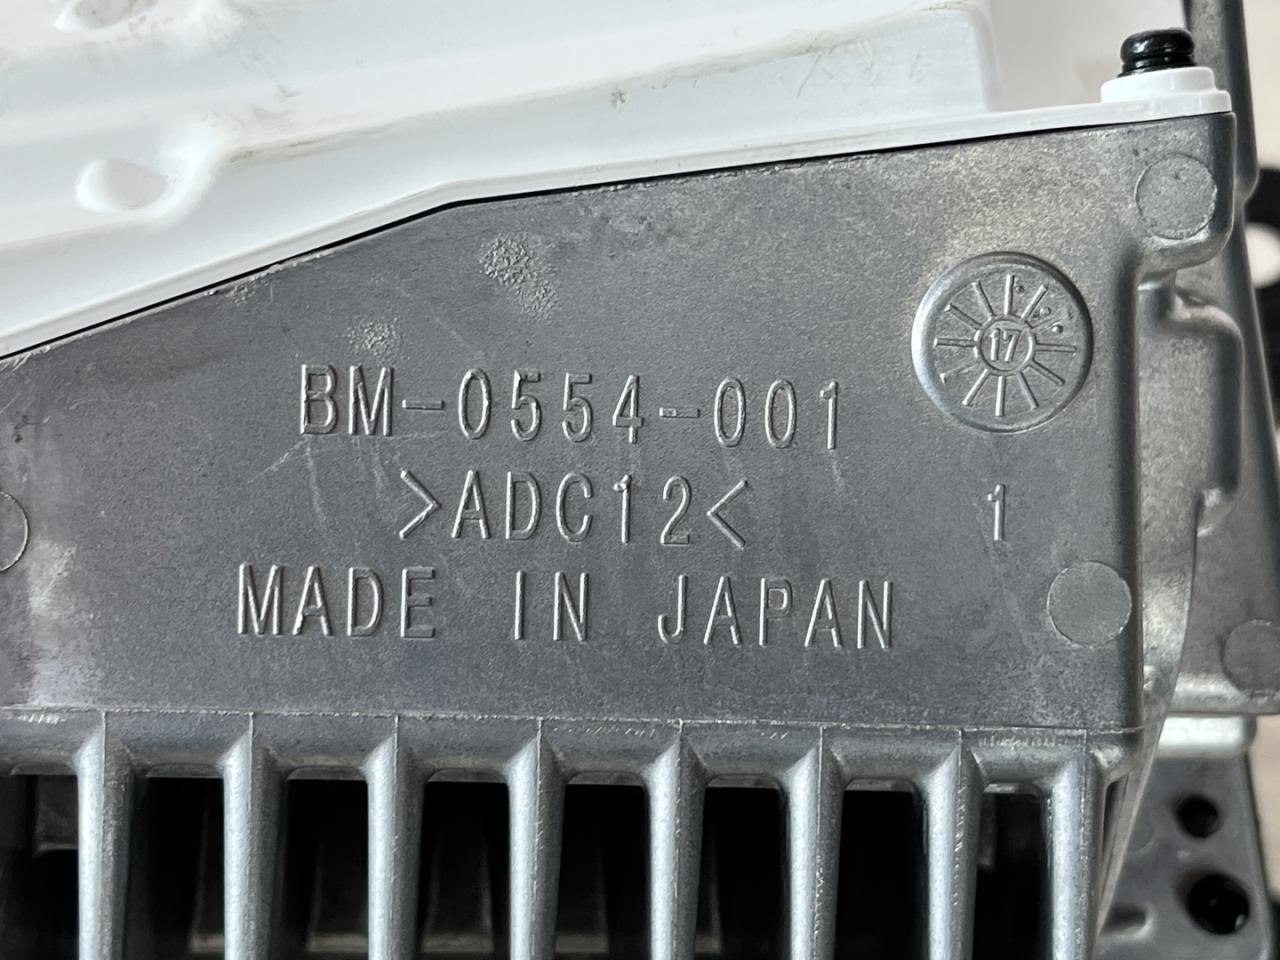 BM-0554-001
17
>ADC12<
1
MADE IN JAPAN